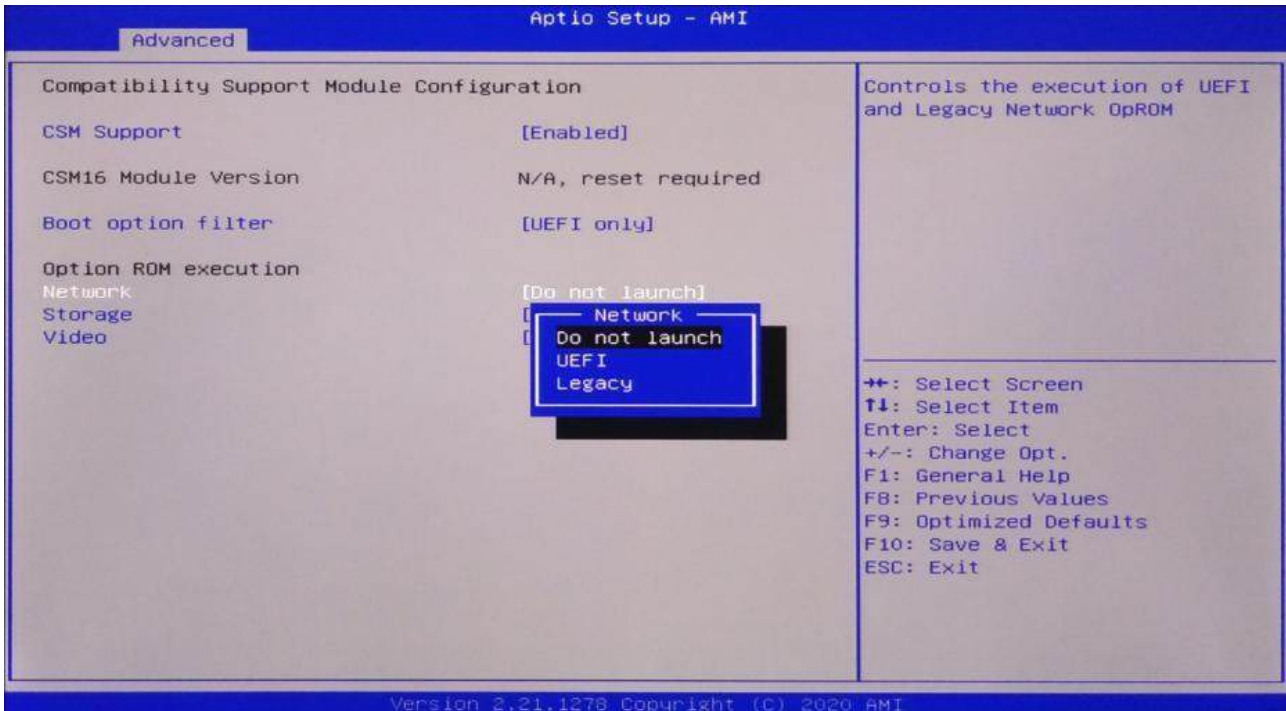 Aptio Setup - AMI
Advanced
Compatibility Support Module Configuration
CSM Support [Enabled]
CSM16 Module Version N/A, reset required
Boot option filter [UEFI only]
Option ROM execution
Network [Do not launch]
Storage [
Video [
Network
Do not launch
UEFI
Legacy
Controls the execution of UEFI
and Legacy Network OpROM
→←: Select Screen
↑↓: Select Item
Enter: Select
+/-: Change Opt.
F1: General Help
F8: Previous Values
F9: Optimized Defaults
F10: Save & Exit
ESC: Exit
Version 2.21.1278 Copyright (C) 2020 AMI